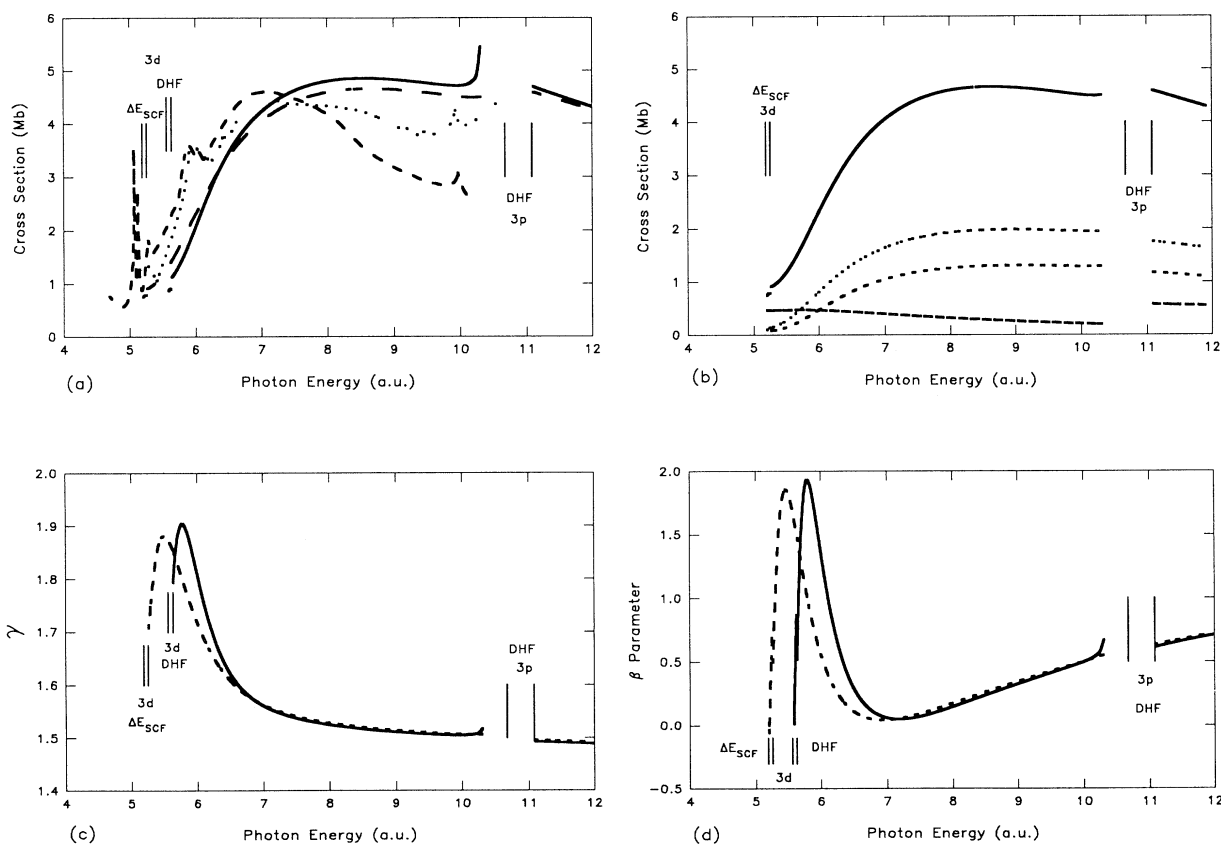 6
5
4
3
2
1
0
Cross Section (Mb)
3d
DHF
ΔE_SCF
DHF
3p
4 5 6 7 8 9 10 11 12
(a)
Photon Energy (a.u.)
6
5
4
3
2
1
0
Cross Section (Mb)
ΔE_SCF
3d
DHF
3p
4 5 6 7 8 9 10 11 12
(b)
Photon Energy (a.u.)
2.0
1.9
1.8
1.7
1.6
1.5
1.4
γ
3d
DHF
3d
ΔE_SCF
DHF
3p
4 5 6 7 8 9 10 11 12
(c)
Photon Energy (a.u.)
2.0
1.5
1.0
0.5
0.0
−0.5
β Parameter
ΔE_SCF
DHF
3d
3p
DHF
4 5 6 7 8 9 10 11 12
(d)
Photon Energy (a.u.)